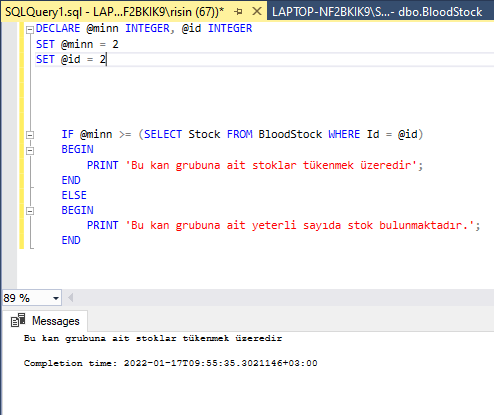 SQLQuery1.sql - LAP...F2BKIK9\risin (67))* LAPTOP-NF2BKIK9\S...- dbo.BloodStock
DECLARE @minn INTEGER, @id INTEGER
SET @minn = 2
SET @id = 2
IF @minn >= (SELECT Stock FROM BloodStock WHERE Id = @id)
BEGIN
PRINT 'Bu kan grubuna ait stoklar tükenmek üzeredir';
END
ELSE
BEGIN
PRINT 'Bu kan grubuna ait yeterli sayıda stok bulunmaktadır.';
END
89 %
Messages
Bu kan grubuna ait stoklar tükenmek üzeredir
Completion time: 2022-01-17T09:55:35.3021146+03:00